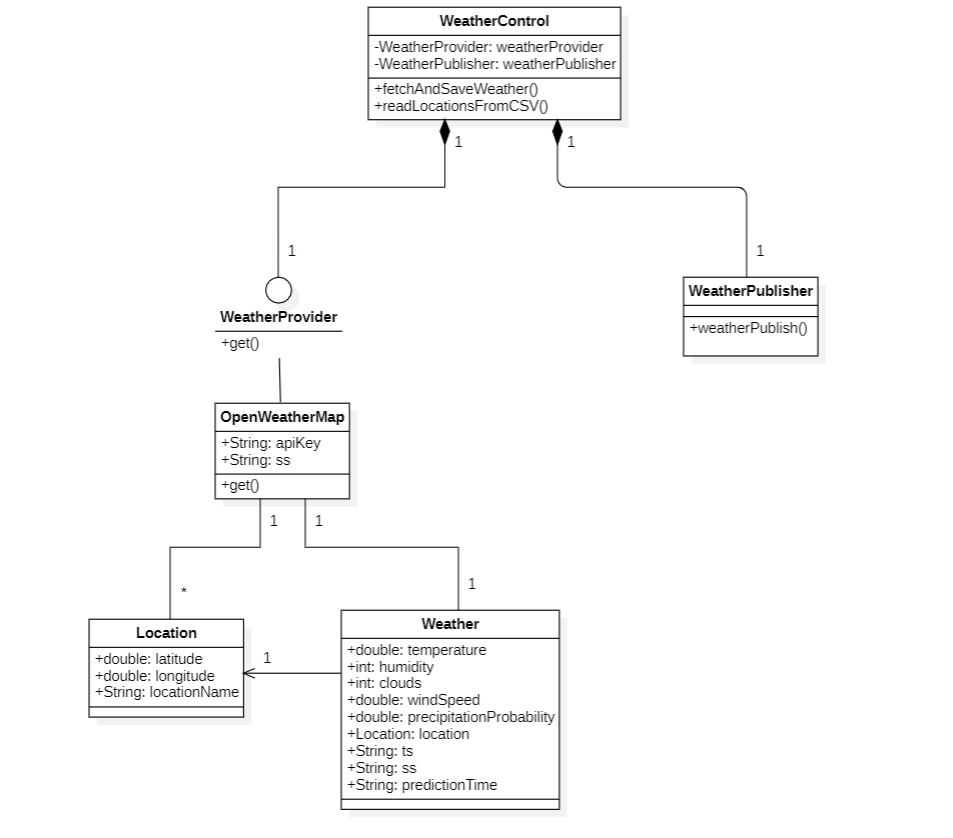 WeatherControl
-WeatherProvider: weatherProvider
-WeatherPublisher: weatherPublisher
+fetchAndSaveWeather()
+readLocationsFromCSV()
1
1
1
1
WeatherProvider
+get()
WeatherPublisher
+weatherPublish()
OpenWeatherMap
+String: apiKey
+String: ss
+get()
1
1
*
1
Location
+double: latitude
+double: longitude
+String: locationName
1
Weather
+double: temperature
+int: humidity
+int: clouds
+double: windSpeed
+double: precipitationProbability
+Location: location
+String: ts
+String: ss
+String: predictionTime